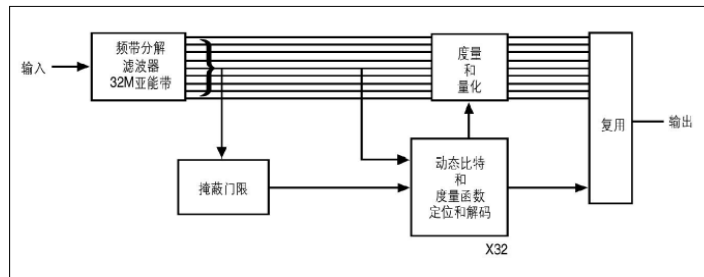 输入
频带分解
滤波器
32M亚能带
度量
和
量化
复用
输出
掩蔽门限
动态比特
和
度量函数
定位和解码
X32